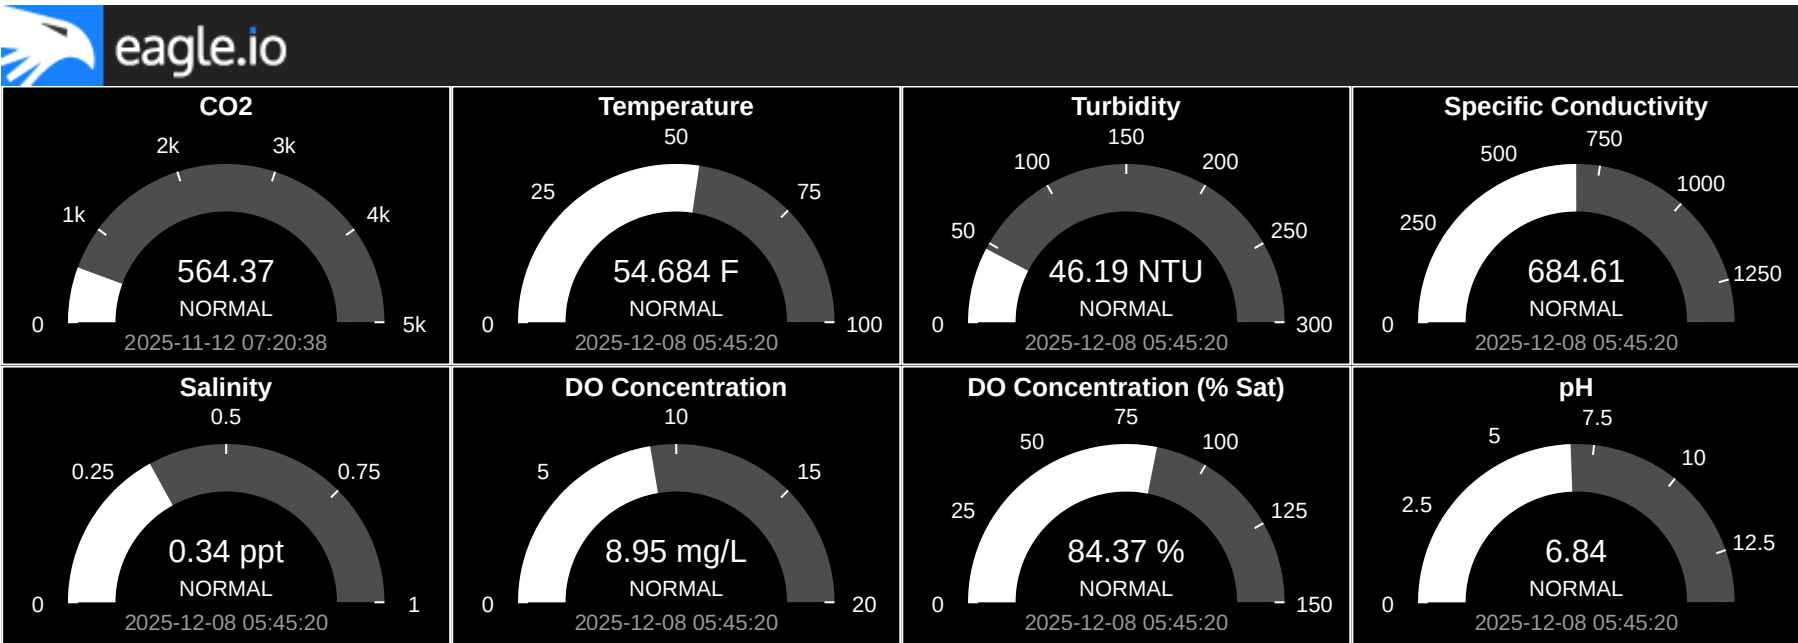 eagle.io
CO2
2k
3k
1k
4k
564.37
NORMAL
0
5k
2025-11-12 07:20:38
Temperature
50
25
75
54.684 F
NORMAL
0
100
2025-12-08 05:45:20
Turbidity
150
100
200
50
250
46.19 NTU
NORMAL
0
300
2025-12-08 05:45:20
Specific Conductivity
750
500
1000
250
1250
684.61
NORMAL
0
2025-12-08 05:45:20
Salinity
0.5
0.25
0.75
0.34 ppt
NORMAL
0
1
2025-12-08 05:45:20
DO Concentration
10
5
15
8.95 mg/L
NORMAL
0
20
2025-12-08 05:45:20
DO Concentration (% Sat)
75
50
100
25
125
84.37 %
NORMAL
0
150
2025-12-08 05:45:20
pH
7.5
5
10
2.5
12.5
6.84
NORMAL
0
2025-12-08 05:45:20